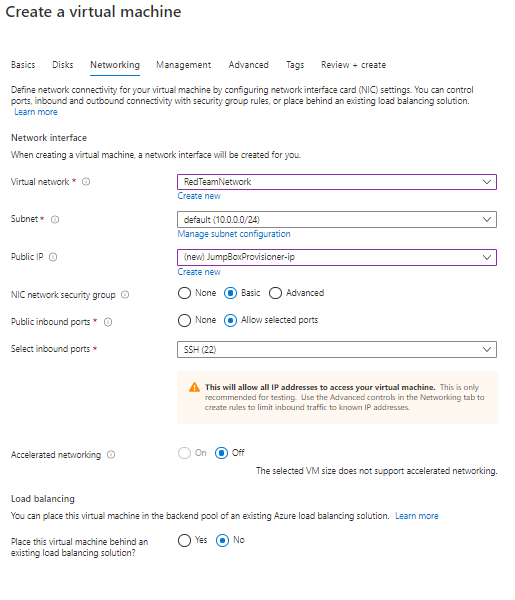 Create a virtual machine
Basics Disks Networking Management Advanced Tags Review + create
Define network connectivity for your virtual machine by configuring network interface card (NIC) settings. You can control
ports, inbound and outbound connectivity with security group rules, or place behind an existing load balancing solution.
Learn more
Network interface
When creating a virtual machine, a network interface will be created for you.
Virtual network * RedTeamNetwork
Create new
Subnet * default (10.0.0.0/24)
Manage subnet configuration
Public IP (new) JumpBoxProvisioner-ip
Create new
NIC network security group None Basic Advanced
Public inbound ports * None Allow selected ports
Select inbound ports * SSH (22)
This will allow all IP addresses to access your virtual machine. This is only
recommended for testing. Use the Advanced controls in the Networking tab to
create rules to limit inbound traffic to known IP addresses.
Accelerated networking On Off
The selected VM size does not support accelerated networking.
Load balancing
You can place this virtual machine in the backend pool of an existing Azure load balancing solution. Learn more
Place this virtual machine behind an Yes No
existing load balancing solution?